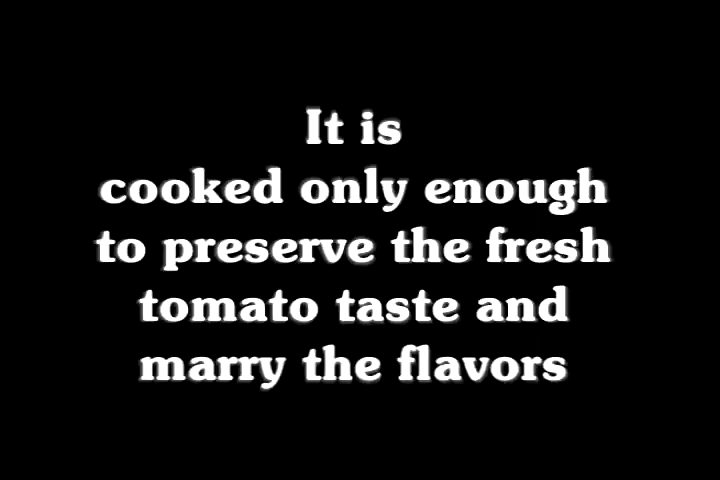 It is
cooked only enough
to preserve the fresh
tomato taste and
marry the flavors